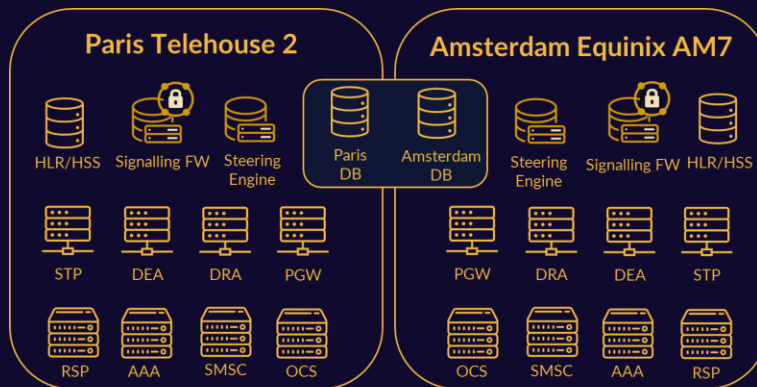 Paris Telehouse 2
Amsterdam Equinix AM7
HLR/HSS
Signalling FW
Steering
Engine
Paris
DB
Amsterdam
DB
Steering
Engine
Signalling FW
HLR/HSS
STP
DEA
DRA
PGW
PGW
DRA
DEA
STP
RSP
AAA
SMSC
OCS
OCS
SMSC
AAA
RSP